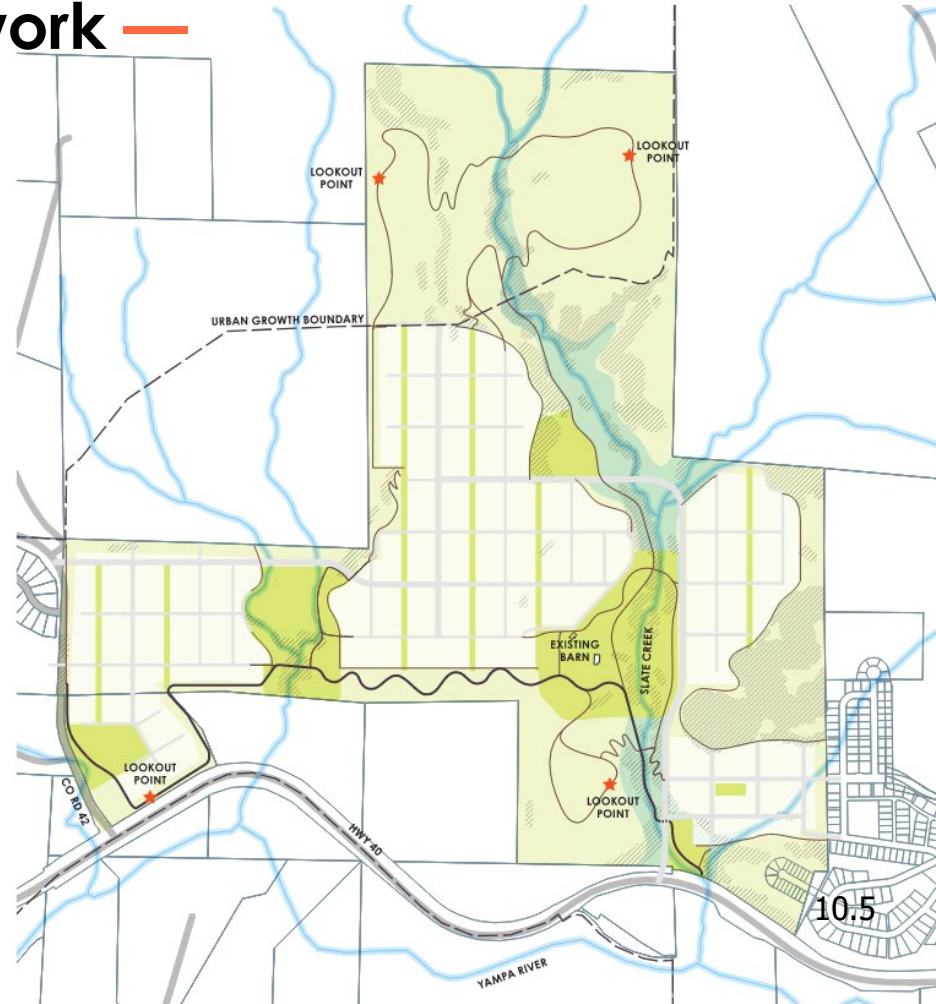 work
LOOKOUT
POINT
LOOKOUT
POINT
URBAN GROWTH BOUNDARY
EXISTING
BARN
SLATE CREEK
LOOKOUT
POINT
CO RD 42
LOOKOUT
POINT
HWY 40
10.5
YAMPA RIVER